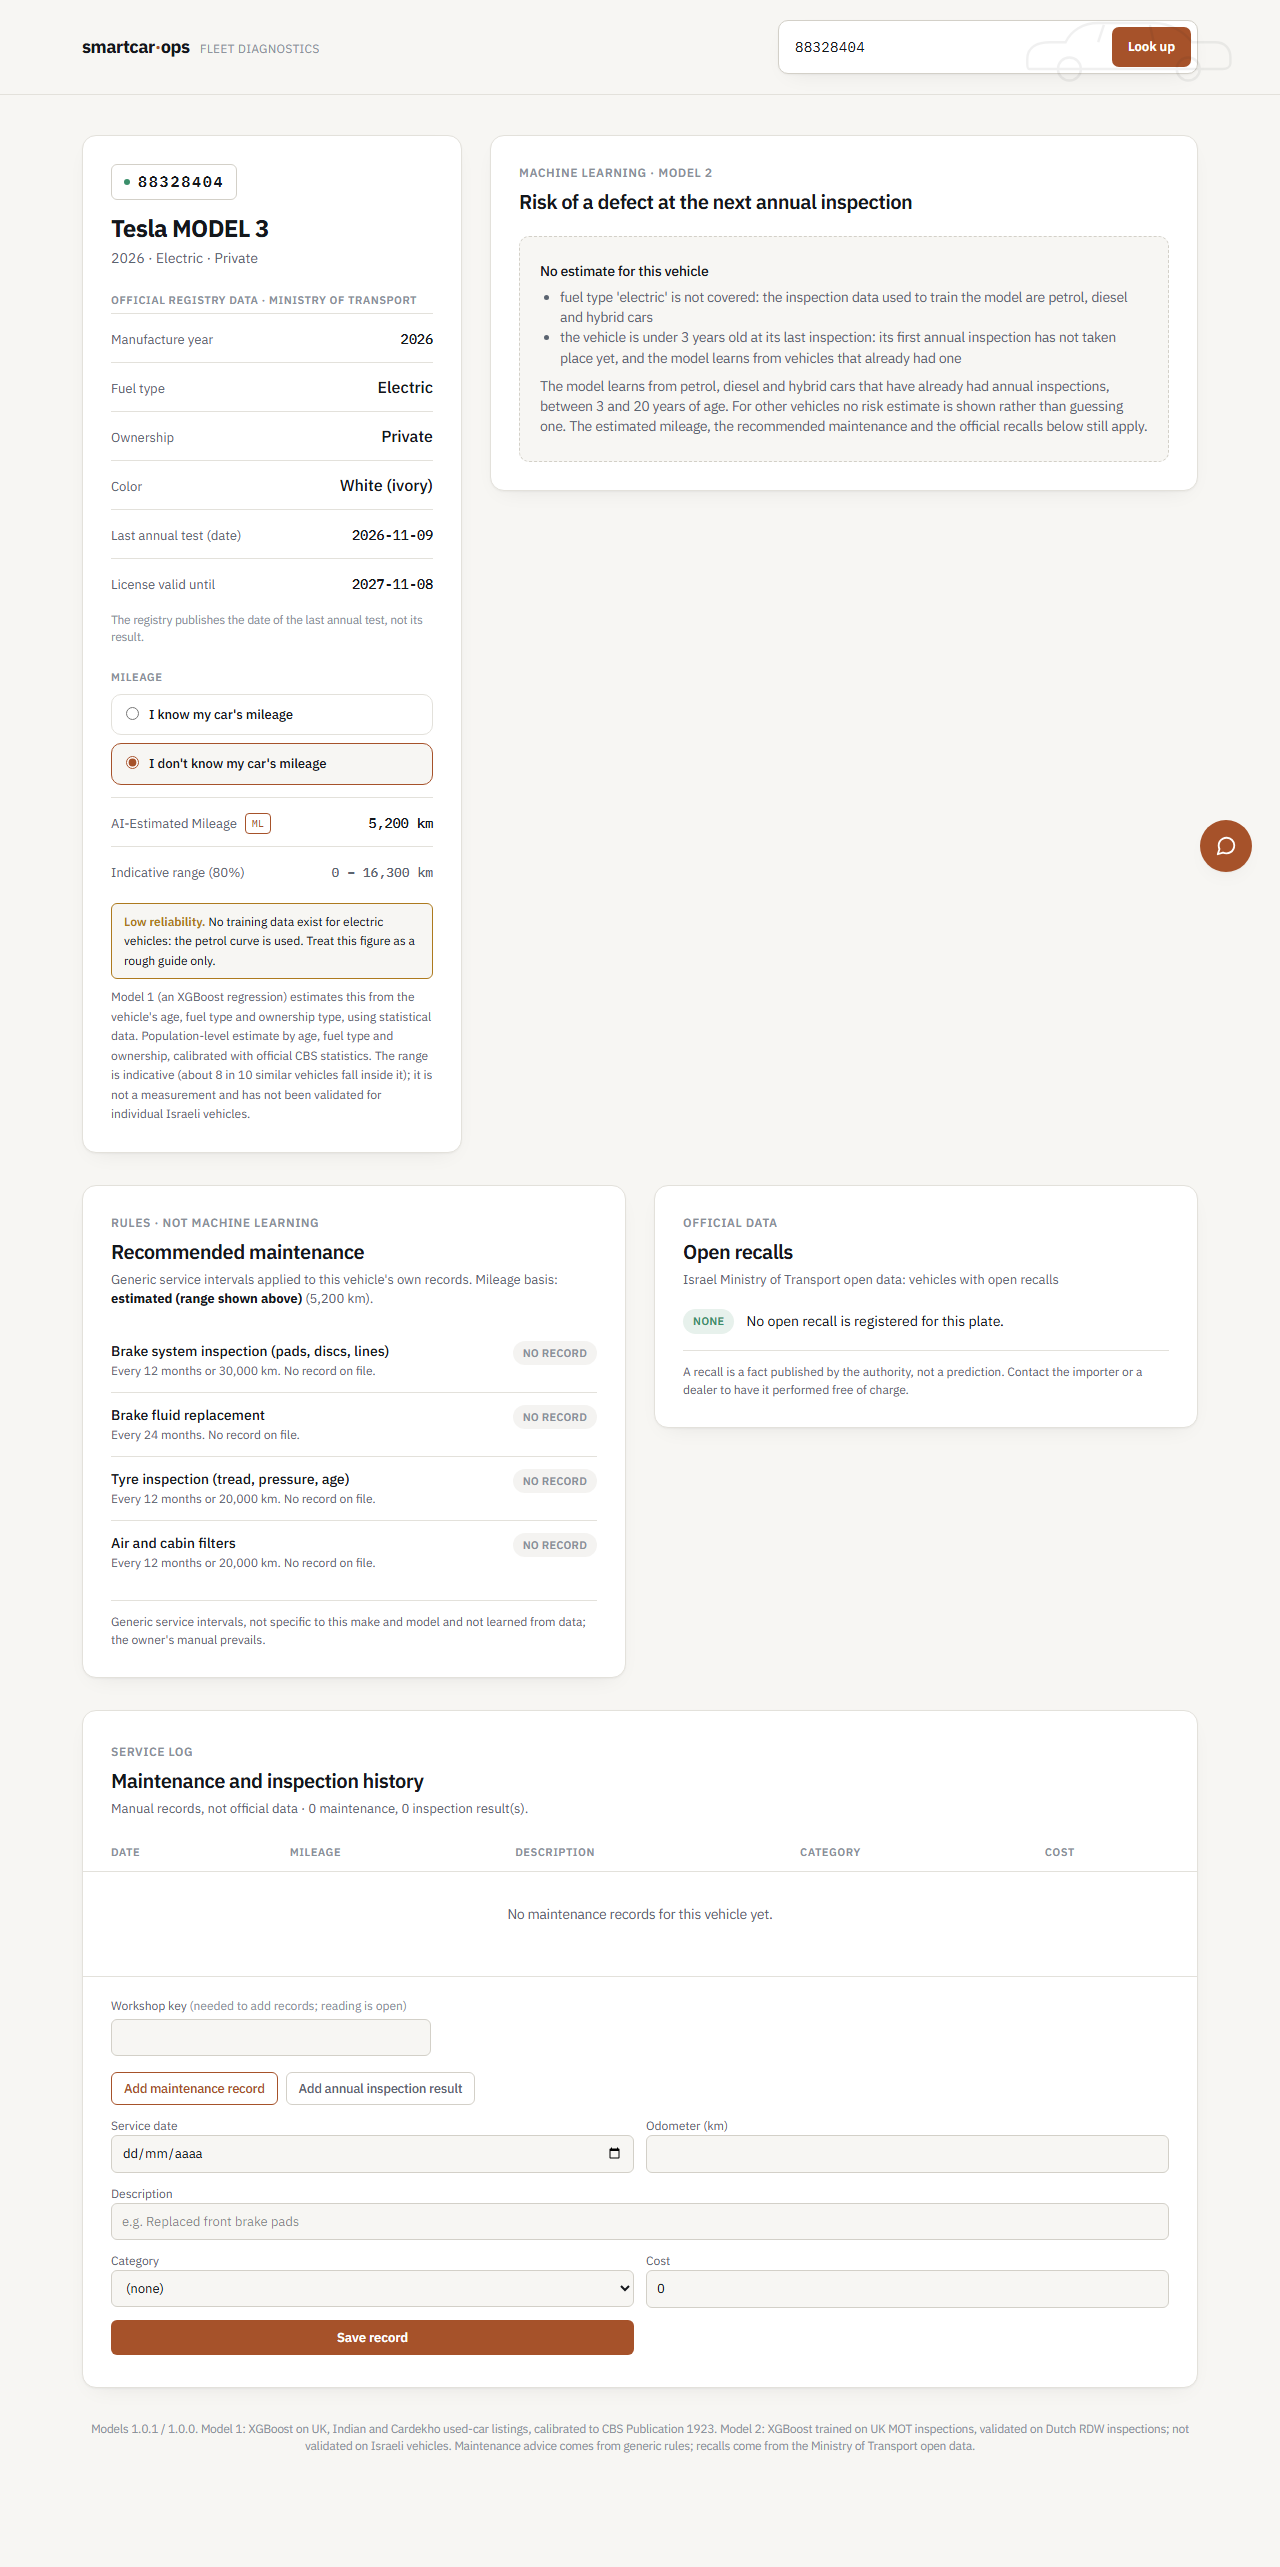 smartcar·ops FLEET DIAGNOSTICS
88328404
Look up
88328404
Tesla MODEL 3
2026 · Electric · Private
OFFICIAL REGISTRY DATA · MINISTRY OF TRANSPORT
Manufacture year 2026
Fuel type Electric
Ownership Private
Color White (ivory)
Last annual test (date) 2026-11-09
License valid until 2027-11-08
The registry publishes the date of the last annual test, not its
result.
MILEAGE
I know my car's mileage
I don't know my car's mileage
AI-Estimated Mileage ML 5,200 km
Indicative range (80%) 0 – 16,300 km
Low reliability. No training data exist for electric
vehicles: the petrol curve is used. Treat this figure as a
rough guide only.
Model 1 (an XGBoost regression) estimates this from the
vehicle's age, fuel type and ownership type, using statistical
data. Population-level estimate by age, fuel type and
ownership, calibrated with official CBS statistics. The range
is indicative (about 8 in 10 similar vehicles fall inside it); it is
not a measurement and has not been validated for
individual Israeli vehicles.
MACHINE LEARNING · MODEL 2
Risk of a defect at the next annual inspection
No estimate for this vehicle
• fuel type 'electric' is not covered: the inspection data used to train the model are petrol, diesel
and hybrid cars
• the vehicle is under 3 years old at its last inspection: its first annual inspection has not taken
place yet, and the model learns from vehicles that already had one
The model learns from petrol, diesel and hybrid cars that have already had annual inspections,
between 3 and 20 years of age. For other vehicles no risk estimate is shown rather than guessing
one. The estimated mileage, the recommended maintenance and the official recalls below still apply.
RULES · NOT MACHINE LEARNING
Recommended maintenance
Generic service intervals applied to this vehicle's own records. Mileage basis:
estimated (range shown above) (5,200 km).
Brake system inspection (pads, discs, lines) NO RECORD
Every 12 months or 30,000 km. No record on file.
Brake fluid replacement NO RECORD
Every 24 months. No record on file.
Tyre inspection (tread, pressure, age) NO RECORD
Every 12 months or 20,000 km. No record on file.
Air and cabin filters NO RECORD
Every 12 months or 20,000 km. No record on file.
Generic service intervals, not specific to this make and model and not learned from data;
the owner's manual prevails.
OFFICIAL DATA
Open recalls
Israel Ministry of Transport open data: vehicles with open recalls
NONE No open recall is registered for this plate.
A recall is a fact published by the authority, not a prediction. Contact the importer or a
dealer to have it performed free of charge.
SERVICE LOG
Maintenance and inspection history
Manual records, not official data · 0 maintenance, 0 inspection result(s).
DATE MILEAGE DESCRIPTION CATEGORY COST
No maintenance records for this vehicle yet.
Workshop key (needed to add records; reading is open)
Add maintenance record Add annual inspection result
Service date Odometer (km)
dd/mm/aaaa
Description
e.g. Replaced front brake pads
Category Cost
(none) 0
Save record
Models 1.0.1 / 1.0.0. Model 1: XGBoost on UK, Indian and Cardekho used-car listings, calibrated to CBS Publication 1923. Model 2: XGBoost trained on UK MOT inspections, validated on Dutch RDW inspections; not
validated on Israeli vehicles. Maintenance advice comes from generic rules; recalls come from the Ministry of Transport open data.